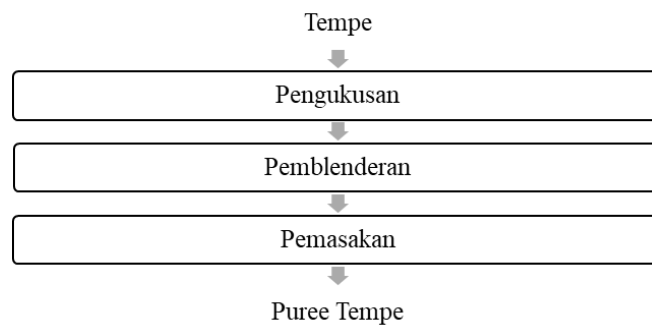 Tempe
Pengukusan
Pemblenderan
Pemasakan
Puree Tempe